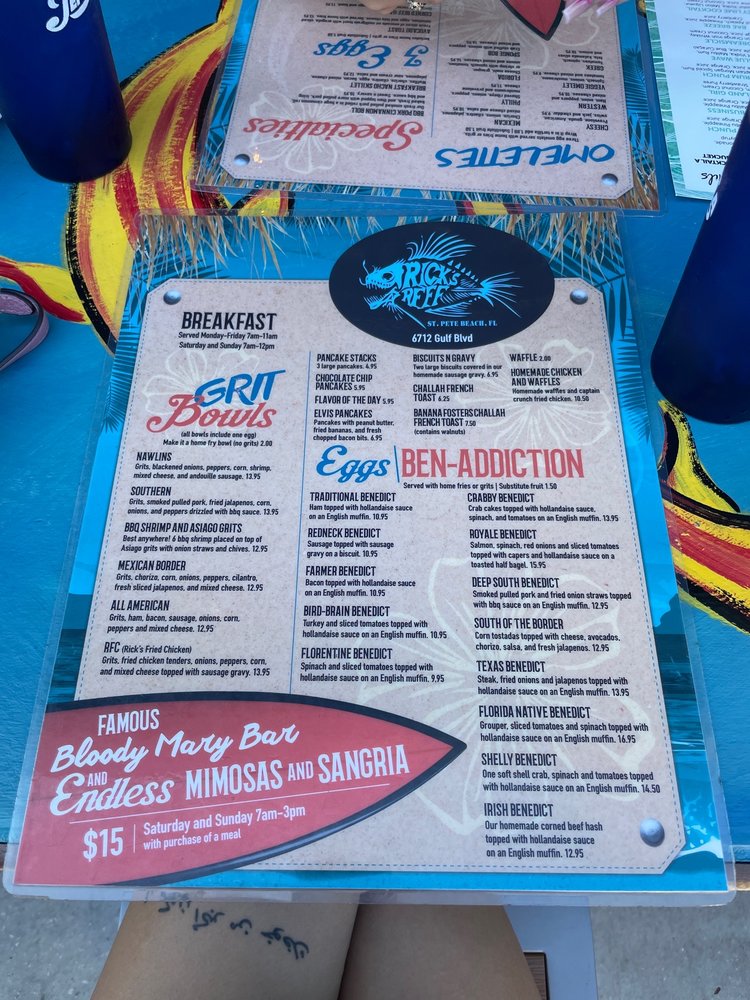 RICK'S
REEF
ST. PETE BEACH, FL
6712 Gulf Blvd
BREAKFAST
Served Monday-Friday 7am-11am
Saturday and Sunday 7am-12pm
GRIT
Bowls
(all bowls include one egg)
Make it a home fry bowl (no grits) 2.00
NAWLINS
Grits, blackened onions, peppers, corn, shrimp,
mixed cheese, and andouille sausage. 13.95
SOUTHERN
Grits, smoked pulled pork, fried jalapenos, corn,
onions, and peppers drizzled with bbq sauce. 13.95
BBQ SHRIMP AND ASIAGO GRITS
Best anywhere! 6 bbq shrimp placed on top of
Asiago grits with onion straws and chives. 12.95
MEXICAN BORDER
Grits, chorizo, corn, onions, peppers, cilantro,
fresh sliced jalapenos, and mixed cheese. 12.95
ALL AMERICAN
Grits, ham, bacon, sausage, onions, corn,
peppers and mixed cheese. 12.95
RFC (Rick's Fried Chicken)
Grits, fried chicken tenders, onions, peppers, corn,
and mixed cheese topped with sausage gravy. 13.95
PANCAKE STACKS
3 large pancakes. 4.95
CHOCOLATE CHIP
PANCAKES 5.95
FLAVOR OF THE DAY 5.95
ELVIS PANCAKES
Pancakes with peanut butter,
fried bananas, and fresh
chopped bacon bits. 6.95
BISCUITS N GRAVY
Two large biscuits covered in our
homemade sausage gravy. 6.95
CHALLAH FRENCH
TOAST 6.25
BANANA FOSTERS CHALLAH
FRENCH TOAST 7.50
(contains walnuts)
WAFFLE 2.00
HOMEMADE CHICKEN
AND WAFFLES
Homemade waffles and captain
crunch fried chicken. 10.50
Eggs BEN-ADDICTION
Served with home fries or grits | Substitute fruit 1.50
TRADITIONAL BENEDICT
Ham topped with hollandaise sauce
on an English muffin. 10.95
REDNECK BENEDICT
Sausage topped with sausage
gravy on a biscuit. 10.95
FARMER BENEDICT
Bacon topped with hollandaise sauce
on an English muffin. 10.95
BIRD-BRAIN BENEDICT
Turkey and sliced tomatoes topped with
hollandaise sauce on an English muffin. 10.95
FLORENTINE BENEDICT
Spinach and sliced tomatoes topped with
hollandaise sauce on an English muffin. 9.95
CRABBY BENEDICT
Crab cakes topped with hollandaise sauce,
spinach, and tomatoes on an English muffin. 13.95
ROYALE BENEDICT
Salmon, spinach, red onions and sliced tomatoes
topped with capers and hollandaise sauce on a
toasted half bagel. 15.95
DEEP SOUTH BENEDICT
Smoked pulled pork and fried onion straws topped
with bbq sauce on an English muffin. 12.95
SOUTH OF THE BORDER
Corn tostadas topped with cheese, avocados,
chorizo, salsa, and fresh jalapenos. 12.95
TEXAS BENEDICT
Steak, fried onions and jalapenos topped with
hollandaise sauce on an English muffin. 13.95
FLORIDA NATIVE BENEDICT
Grouper, sliced tomatoes and spinach topped with
hollandaise sauce on an English muffin. 16.95
SHELLY BENEDICT
One soft shell crab, spinach and tomatoes topped
with hollandaise sauce on an English muffin. 14.50
IRISH BENEDICT
Our homemade corned beef hash
topped with hollandaise sauce
on an English muffin. 12.95
FAMOUS
Bloody Mary Bar
AND
Endless MIMOSAS AND SANGRIA
$15 | Saturday and Sunday 7am-3pm
with purchase of a meal
OMELETTES
CHEESY
WESTERN
VEGGIE OMELET
GREEK
MEXICAN
PHILLY
FLORIDA
SPONGE BOB
Specialties
BBQ PORK CINNAMON ROLL
BREAKFAST MACHO SKILLET
3 Eggs
AVOCADO TOAST